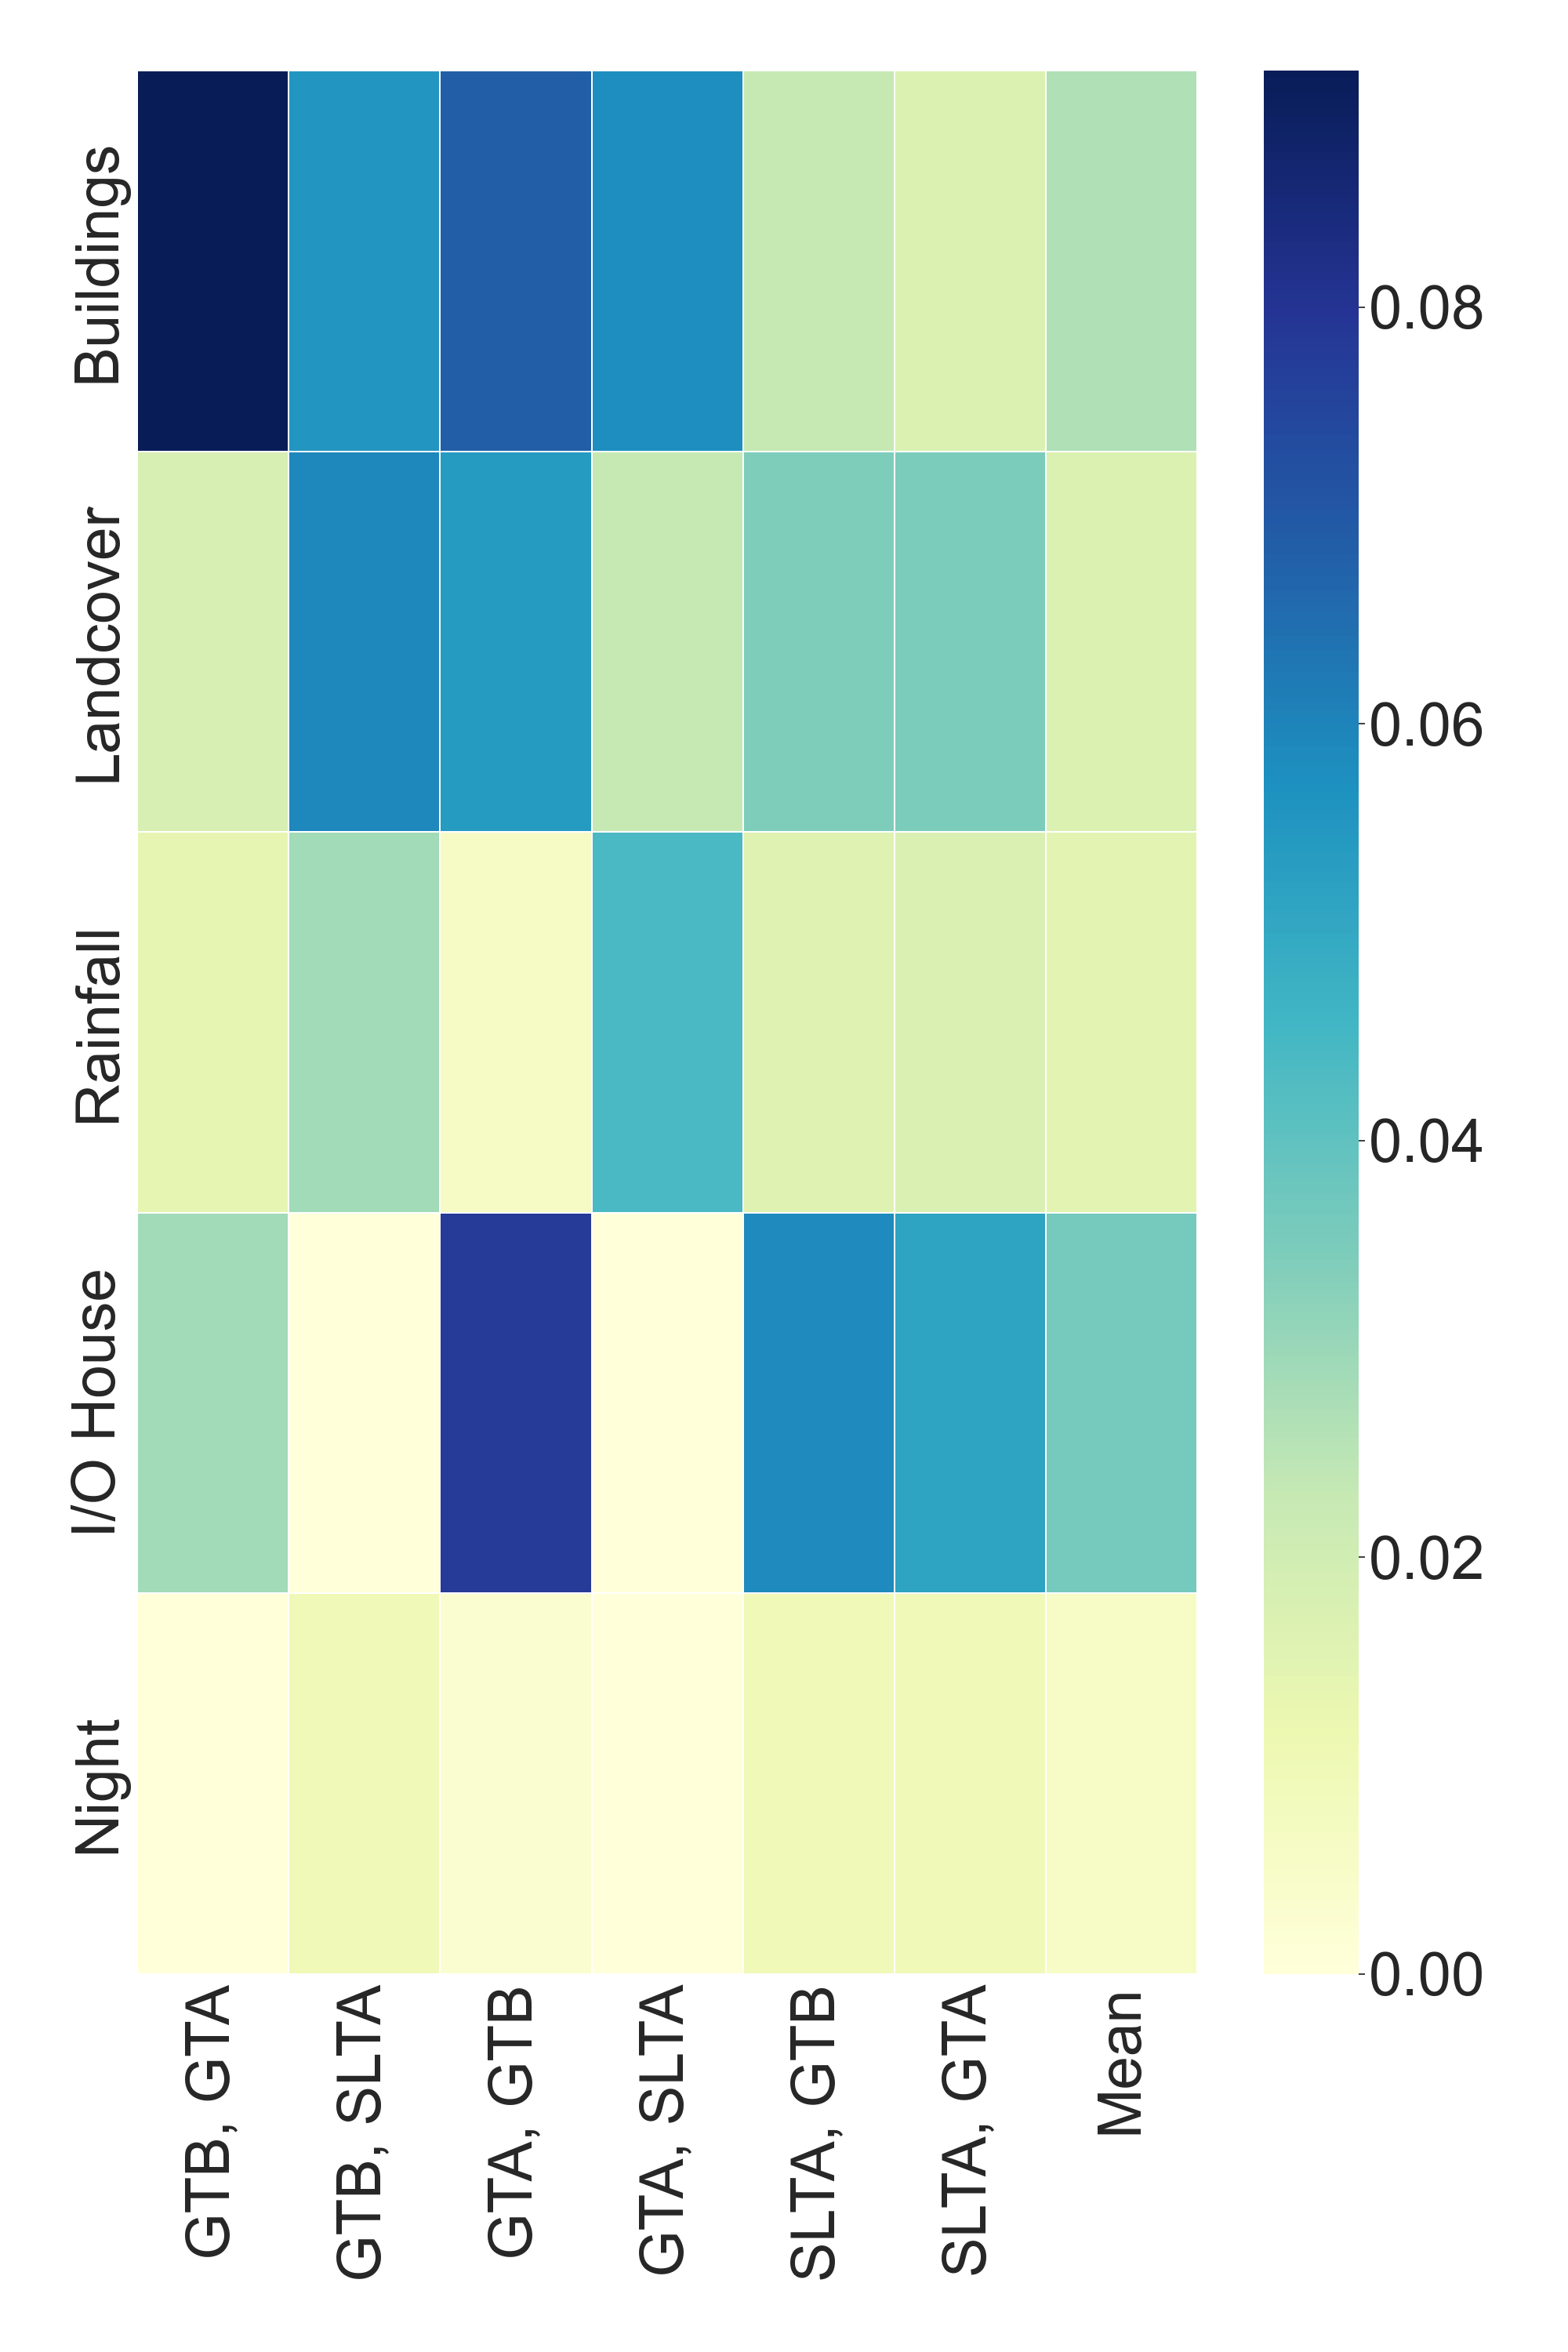 Buildings
Landcover
Rainfall
I/O House
Night
GTB, GTA
GTB, SLTA
GTA, GTB
GTA, SLTA
SLTA, GTB
SLTA, GTA
Mean
0.08
0.06
0.04
0.02
0.00